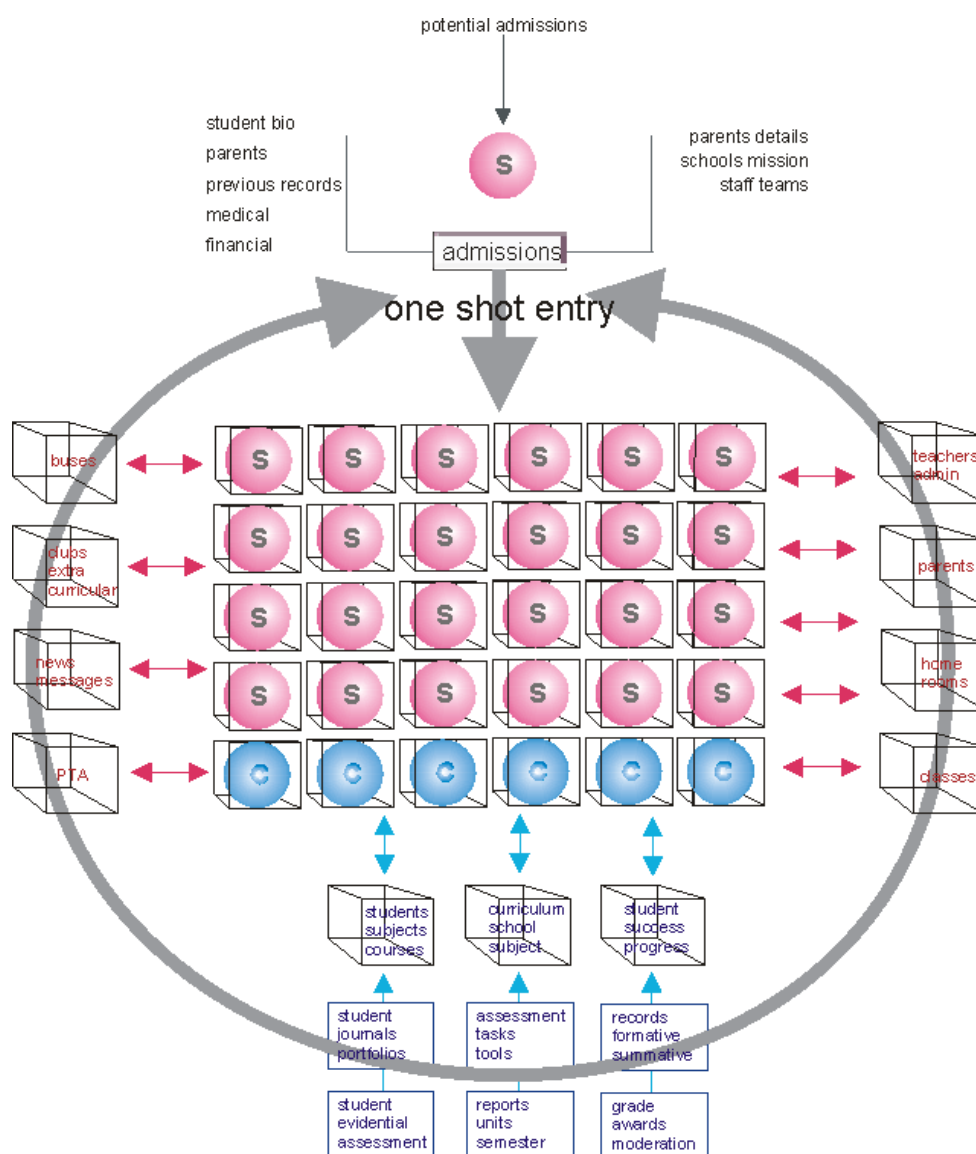 potential admissions
student bio
parents
previous records
medical
financial
S
parents details
schools mission
staff teams
admissions
one shot entry
buses
S S S S S S
teachers
admin
clubs
extra
curricular
S S S S S S
parents
S S S S S S
news
messages
S S S S S S
home
rooms
PTA
C C C C C C
classes
students
subjects
courses
curriculum
school
subject
student
success
progress
student
journals
portfolios
assessment
tasks
tools
records
formative
summative
student
evidential
assessment
reports
units
semester
grade
awards
moderation